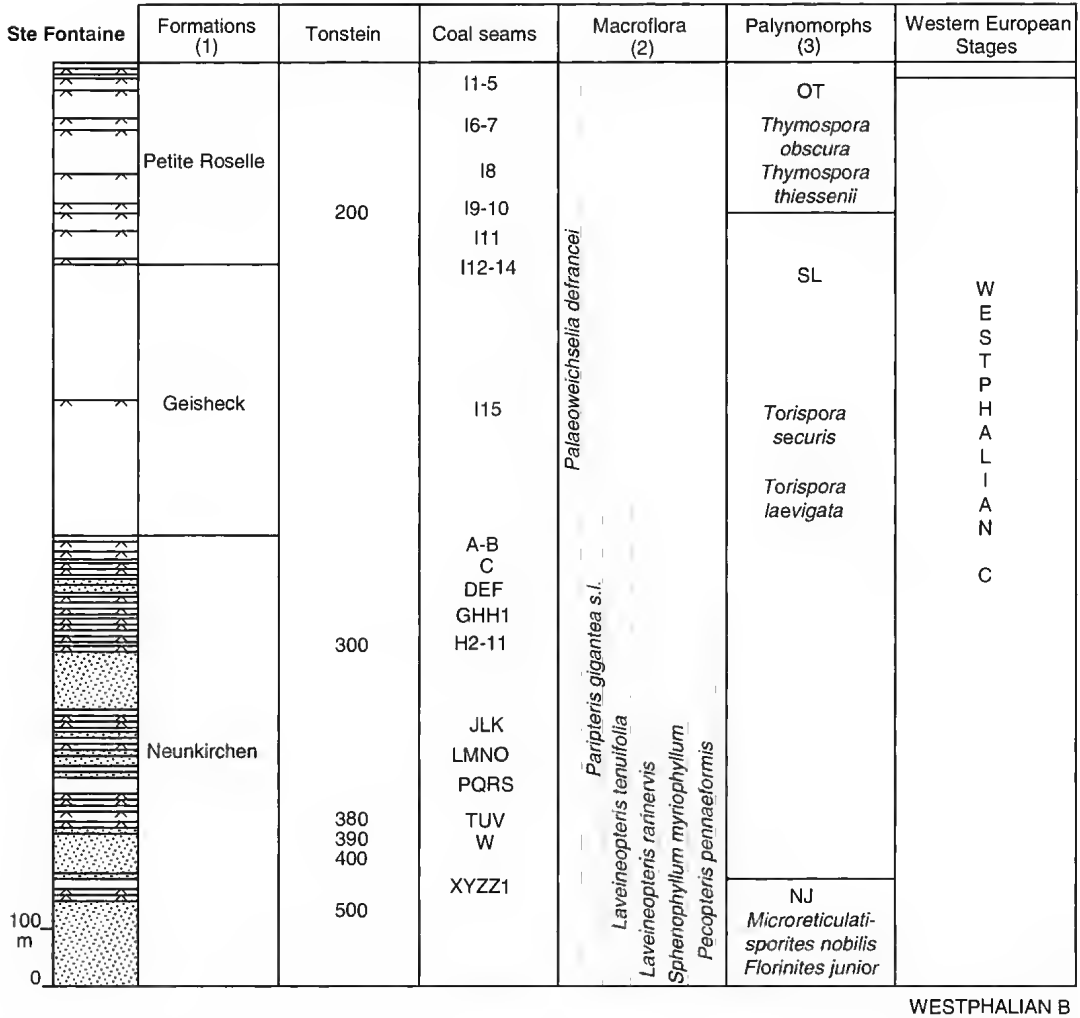 Ste Fontaine
Formations
(1)
Tonstein
Coal seams
Macroflora
(2)
Palynomorphs
(3)
Western European
Stages
Petite Roselle
Geisheck
Neunkirchen
200
300
380
390
400
500
I1-5
I6-7
I8
I9-10
I11
I12-14
I15
A-B
C
DEF
GHH1
H2-11
JLK
LMNO
PQRS
TUV
W
XYZZ1
Palaeoweichselia defrancei
Paripteris gigantea s.l.
Laveineopteris tenuifolia
Laveineopteris rarinervis
Sphenophyllum myriophyllum
Pecopteris pennaeformis
OT
Thymospora
obscura
Thymospora
thiessenii
SL
Torispora
securis
Torispora
laevigata
NJ
Microreticulati-
sporites nobilis
Florinites junior
WESTPHALIAN C
100
m
0
WESTPHALIAN B